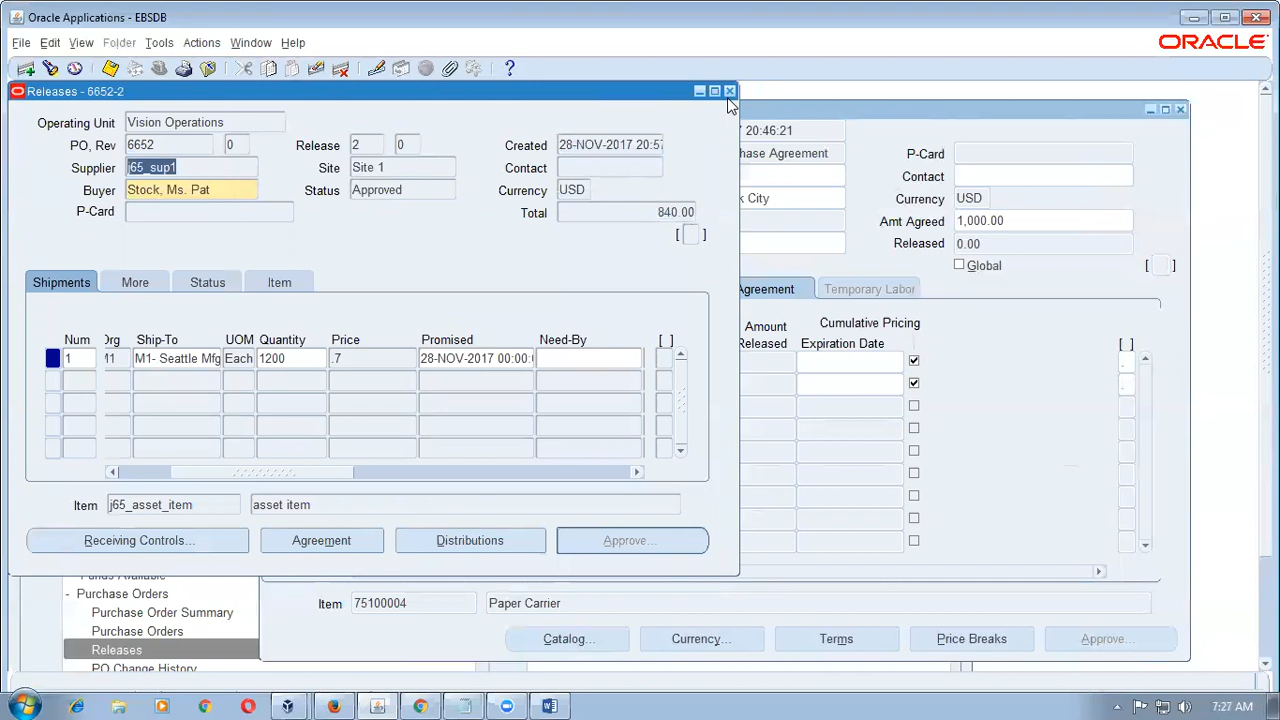 Oracle Applications - EBSDB
File Edit View Folder Tools Actions Window Help
ORACLE
Releases - 6652-2
Operating Unit Vision Operations
PO, Rev 6652 0 Release 2 0 Created 28-NOV-2017 20:57
Supplier j65_sup1 Site Site 1 Contact
Buyer Stock, Ms. Pat Status Approved Currency USD
P-Card Total 840.00
[ ]
Shipments More Status Item
Num Org Ship-To UOM Quantity Price Promised Need-By [ ]
1 M1 M1- Seattle Mfg Each 1200 .7 28-NOV-2017 00:00:
Item j65_asset_item asset item
Receiving Controls... Agreement Distributions Approve...
7 20:46:21
hase Agreement P-Card
Contact
k City Currency USD
Amt Agreed 1,000.00
Released 0.00
Global [ ]
Agreement Temporary Labor
Amount Cumulative Pricing
Released Expiration Date [ ]
.
.
Item 75100004 Paper Carrier
Catalog... Currency... Terms Price Breaks Approve...
Funds Available
- Purchase Orders
Purchase Order Summary
Purchase Orders
Releases
PO Change History
7:27 AM